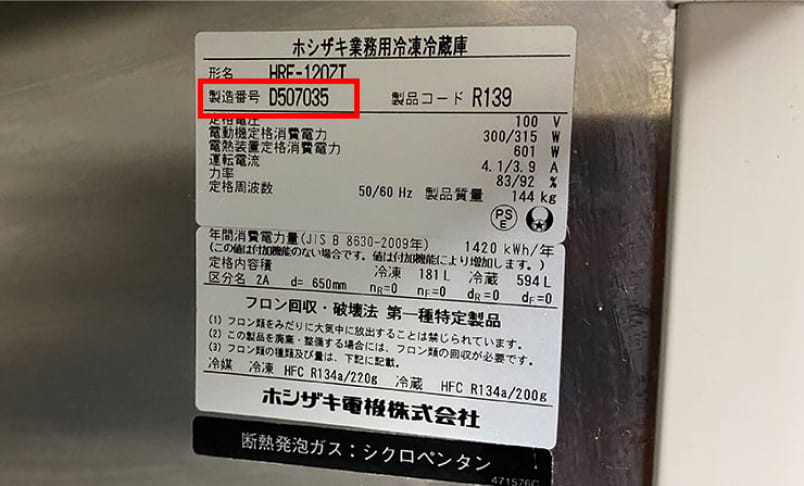 ホシザキ業務用冷凍冷蔵庫
形名 HRF-120ZT
製造番号 D507035 製品コード R139
定格電圧 100 V
電動機定格消費電力 300/315 W
電熱装置定格消費電力 601 W
運転電流 4.1/3.9 A
力率 83/92 %
定格周波数 50/60 Hz 製品質量 144 kg
PS E
年間消費電力量(JIS B 8630-2009年) 1420 kWh/年
(この値は付加機能のない場合です。値は付加機能により増加します。)
定格内容積 冷凍 181L 冷蔵 594L
区分名 2A d= 650mm nR=0 nF=0 dR=0 dF=0
フロン回収・破壊法 第一種特定製品
(1) フロン類をみだりに大気中に放出することは禁じられています。
(2) この製品を廃棄・整備する場合には、フロン類の回収が必要です。
(3) フロン類の種類及び量は、下記に記載。
冷媒 冷凍 HFC R134a/220g 冷蔵 HFC R134a/200g
ホシザキ電機株式会社
断熱発泡ガス:シクロペンタン
471576C